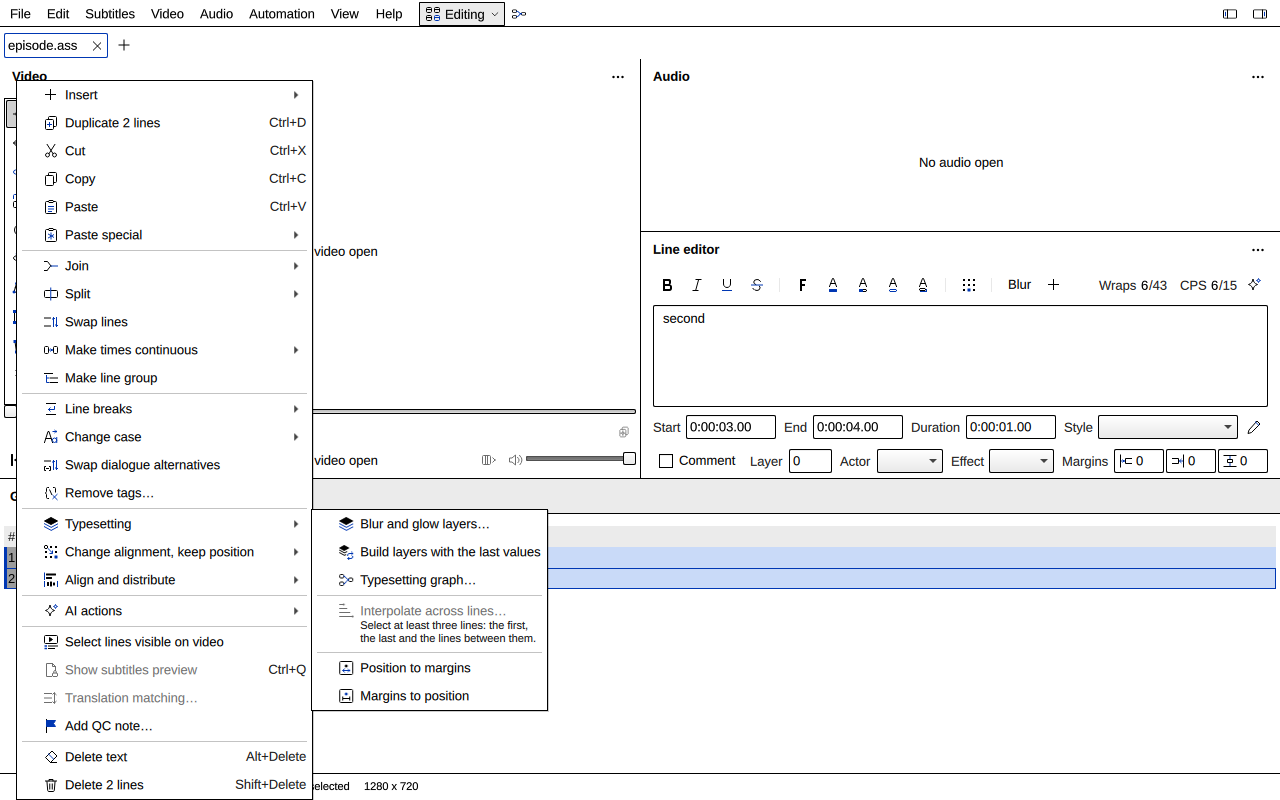 File Edit Subtitles Video Audio Automation View Help Editing
episode.ass
Video
Audio
Insert
Duplicate 2 lines Ctrl+D
Cut Ctrl+X
Copy Ctrl+C
Paste Ctrl+V
Paste special
Join
Split
Swap lines
Make times continuous
Make line group
Line breaks
Change case
Swap dialogue alternatives
Remove tags…
Typesetting
Change alignment, keep position
Align and distribute
AI actions
Select lines visible on video
Show subtitles preview Ctrl+Q
Translation matching…
Add QC note…
Delete text Alt+Delete
Delete 2 lines Shift+Delete
Blur and glow layers…
Build layers with the last values
Typesetting graph…
Interpolate across lines…
Select at least three lines: the first,
the last and the lines between them.
Position to margins
Margins to position
video open
video open
No audio open
Line editor
B I U S F A A A A Blur Wraps 6/43 CPS 6/15
second
Start 0:00:03.00 End 0:00:04.00 Duration 0:00:01.00 Style
Comment Layer 0 Actor Effect Margins 0 0 0
#
1
2
selected 1280 x 720